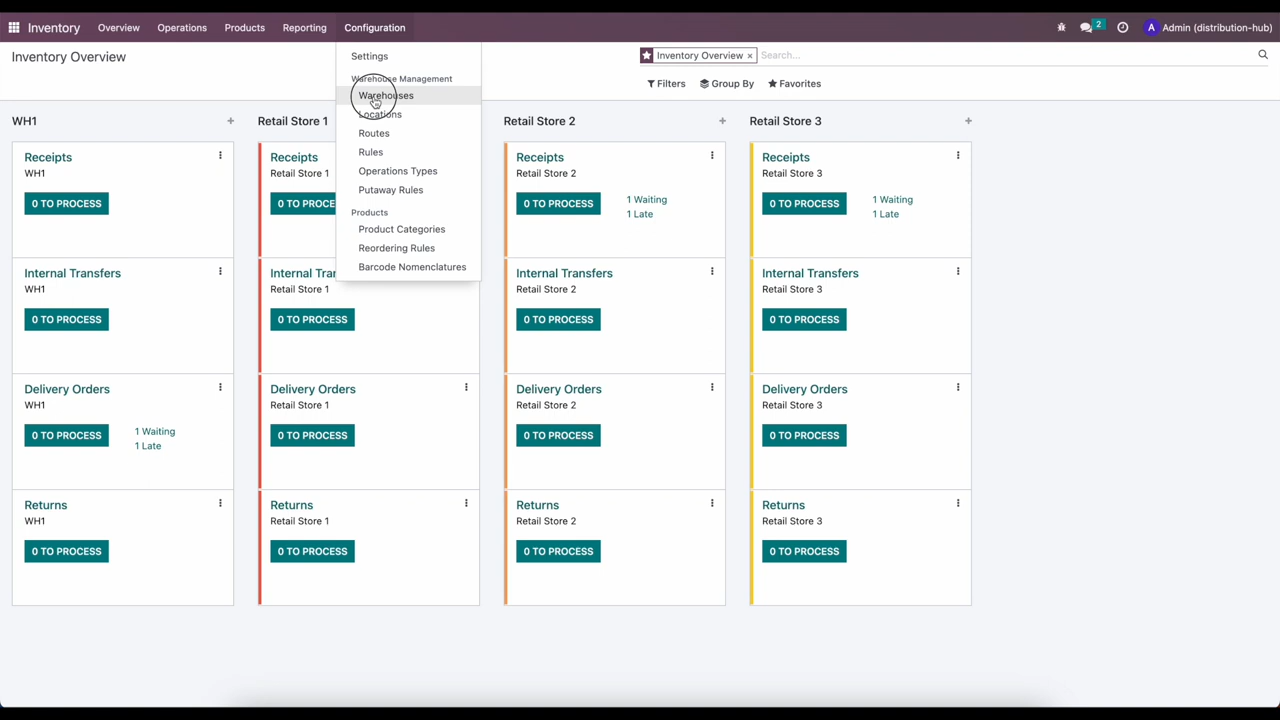 Inventory Overview Operations Products Reporting Configuration 2 A Admin (distribution-hub)
Inventory Overview
Inventory Overview × Search...
Filters Group By Favorites
Settings
Warehouse Management
Warehouses
Locations
Routes
Rules
Operations Types
Putaway Rules
Products
Product Categories
Reordering Rules
Barcode Nomenclatures
WH1 +
Receipts
WH1
0 TO PROCESS
Internal Transfers
WH1
0 TO PROCESS
Delivery Orders
WH1
0 TO PROCESS
1 Waiting
1 Late
Returns
WH1
0 TO PROCESS
Retail Store 1
Receipts
Retail Store 1
0 TO PROCE
Internal Tra
Retail Store 1
0 TO PROCESS
Delivery Orders
Retail Store 1
0 TO PROCESS
Returns
Retail Store 1
0 TO PROCESS
Retail Store 2 +
Receipts
Retail Store 2
0 TO PROCESS
1 Waiting
1 Late
Internal Transfers
Retail Store 2
0 TO PROCESS
Delivery Orders
Retail Store 2
0 TO PROCESS
Returns
Retail Store 2
0 TO PROCESS
Retail Store 3 +
Receipts
Retail Store 3
0 TO PROCESS
1 Waiting
1 Late
Internal Transfers
Retail Store 3
0 TO PROCESS
Delivery Orders
Retail Store 3
0 TO PROCESS
Returns
Retail Store 3
0 TO PROCESS